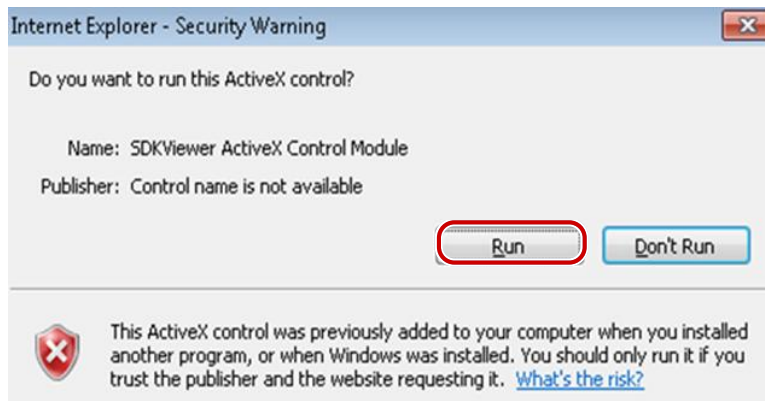 Internet Explorer - Security Warning
Do you want to run this ActiveX control?
Name: SDKViewer ActiveX Control Module
Publisher: Control name is not available
Run
Don't Run
This ActiveX control was previously added to your computer when you installed
another program, or when Windows was installed. You should only run it if you
trust the publisher and the website requesting it. What's the risk?